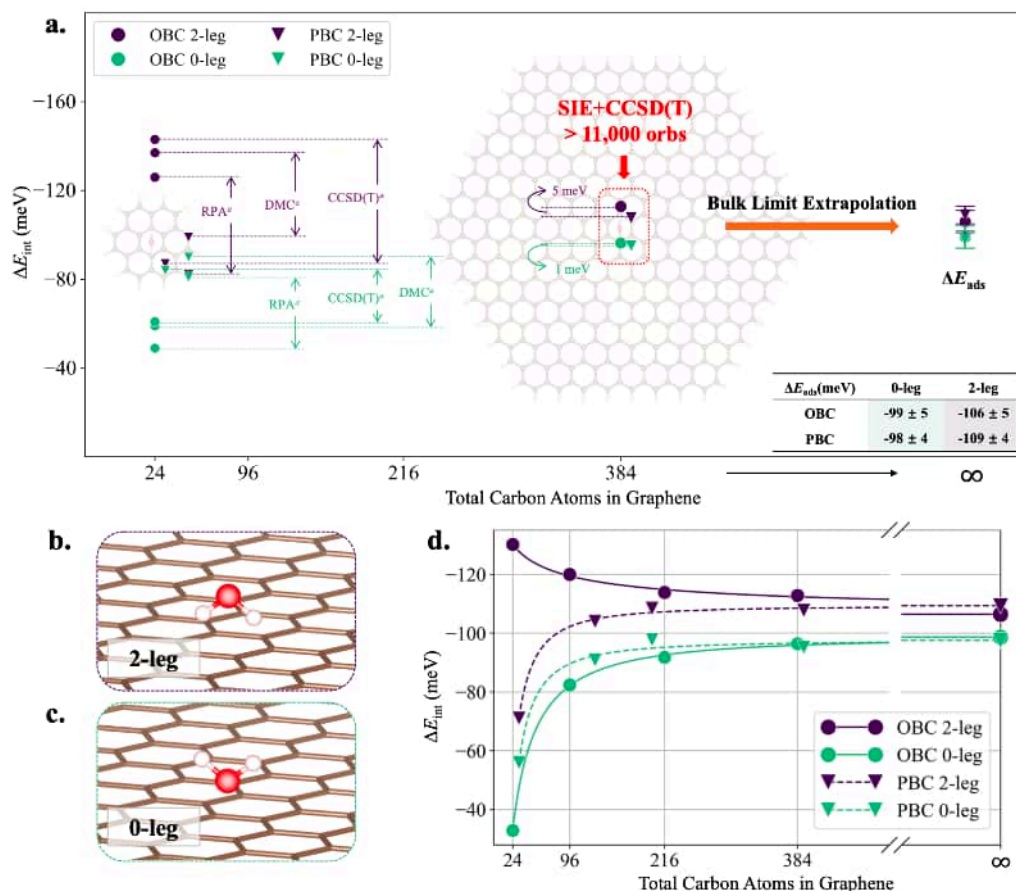 a.
OBC 2-leg
PBC 2-leg
OBC 0-leg
PBC 0-leg
ΔE_int (meV)
−160
−120
−80
−40
RPA^a
DMC^a
CCSD(T)^a
RPA^a
CCSD(T)^a
DMC^a
SIE+CCSD(T)
> 11,000 orbs
5 meV
1 meV
Bulk Limit Extrapolation
ΔE_ads
ΔE_ads(meV) 0-leg 2-leg
OBC -99 ± 5 -106 ± 5
PBC -98 ± 4 -109 ± 4
24 96 216 384 ∞
Total Carbon Atoms in Graphene
b.
2-leg
c.
0-leg
d.
ΔE_int (meV)
−120
−100
−80
−60
−40
OBC 2-leg
OBC 0-leg
PBC 2-leg
PBC 0-leg
24 96 216 384 ∞
Total Carbon Atoms in Graphene